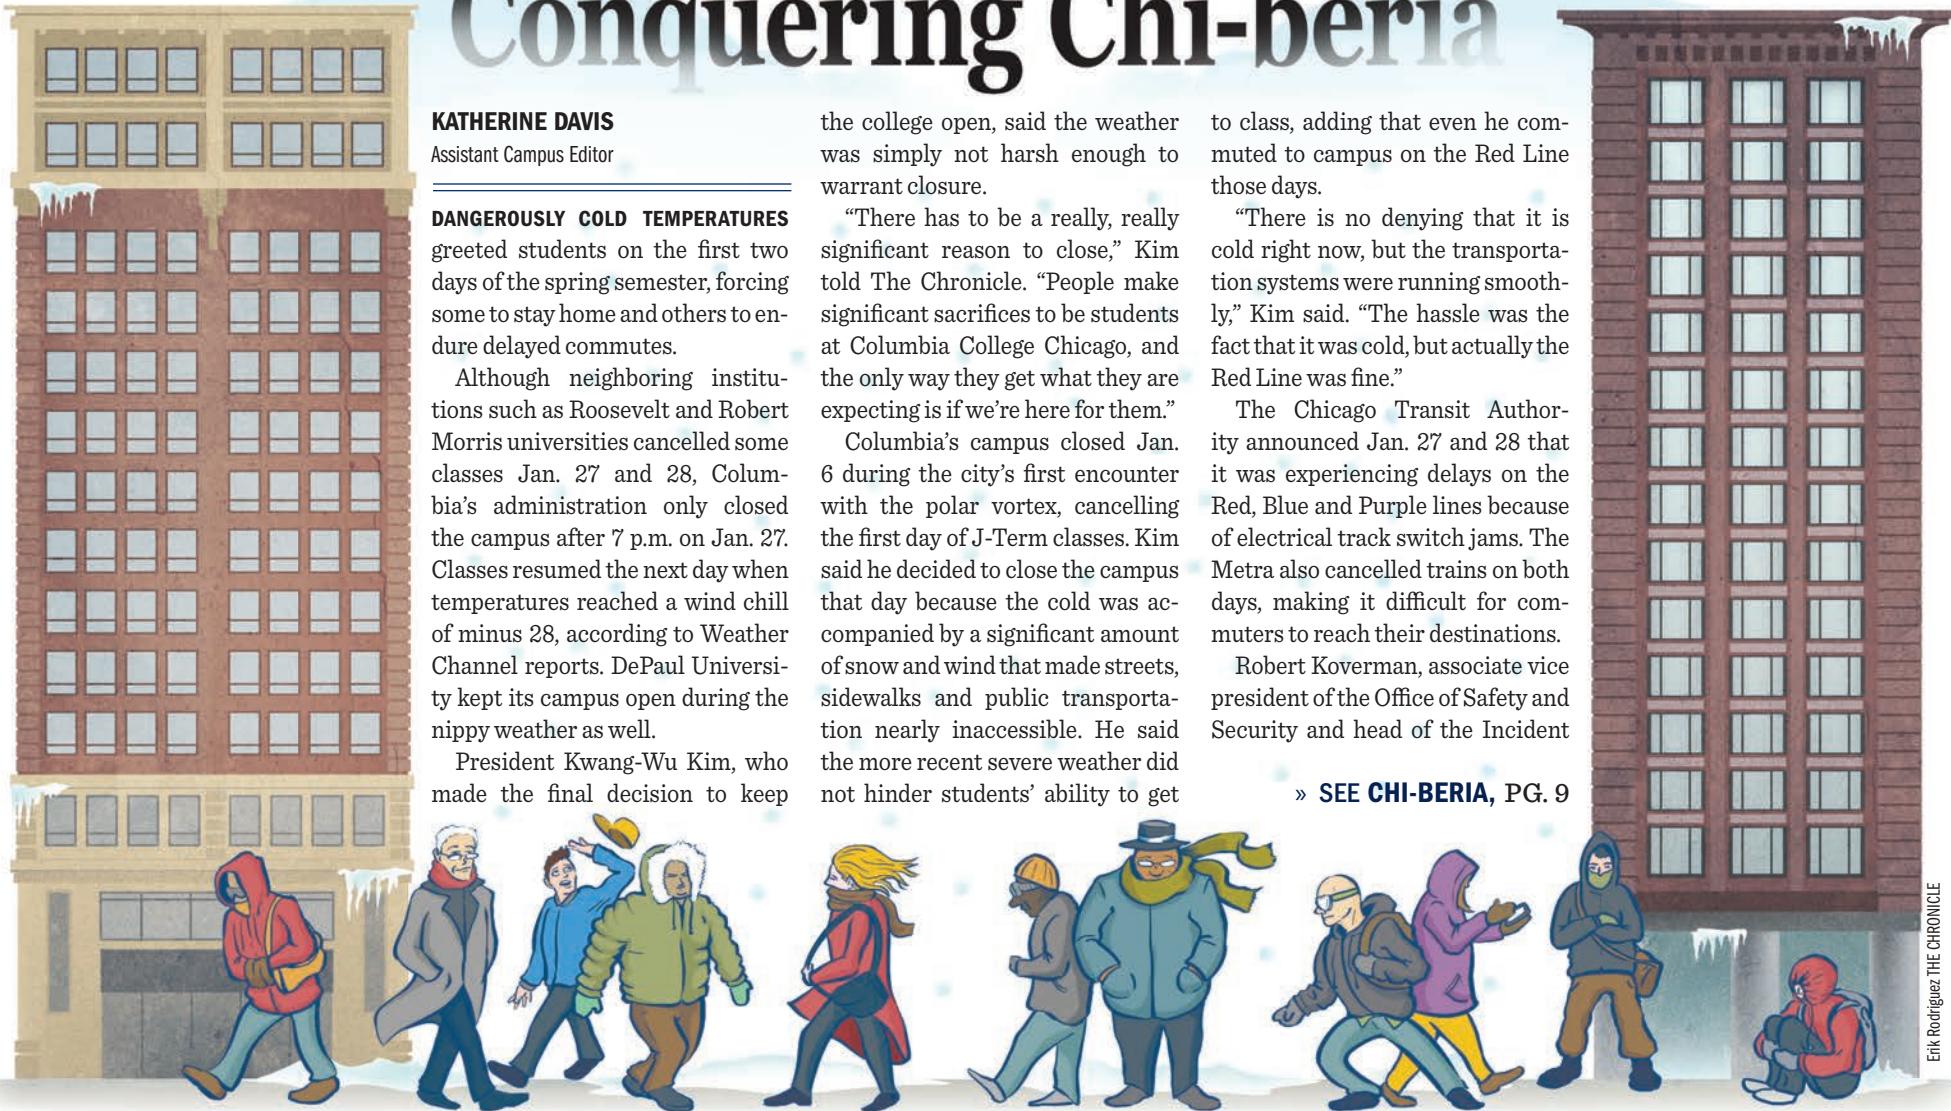 Conquering Chi-beria
KATHERINE DAVIS
Assistant Campus Editor
DANGEROUSLY COLD TEMPERATURES
greeted students on the first two
days of the spring semester, forcing
some to stay home and others to en-
dure delayed commutes.
Although neighboring institu-
tions such as Roosevelt and Robert
Morris universities cancelled some
classes Jan. 27 and 28, Colum-
bia’s administration only closed
the campus after 7 p.m. on Jan. 27.
Classes resumed the next day when
temperatures reached a wind chill
of minus 28, according to Weather
Channel reports. DePaul Universi-
ty kept its campus open during the
nippy weather as well.
President Kwang-Wu Kim, who
made the final decision to keep
the college open, said the weather
was simply not harsh enough to
warrant closure.
“There has to be a really, really
significant reason to close,” Kim
told The Chronicle. “People make
significant sacrifices to be students
at Columbia College Chicago, and
the only way they get what they are
expecting is if we’re here for them.”
Columbia’s campus closed Jan.
6 during the city’s first encounter
with the polar vortex, cancelling
the first day of J-Term classes. Kim
said he decided to close the campus
that day because the cold was ac-
companied by a significant amount
of snow and wind that made streets,
sidewalks and public transporta-
tion nearly inaccessible. He said
the more recent severe weather did
not hinder students’ ability to get
to class, adding that even he com-
muted to campus on the Red Line
those days.
“There is no denying that it is
cold right now, but the transporta-
tion systems were running smooth-
ly,” Kim said. “The hassle was the
fact that it was cold, but actually the
Red Line was fine.”
The Chicago Transit Author-
ity announced Jan. 27 and 28 that
it was experiencing delays on the
Red, Blue and Purple lines because
of electrical track switch jams. The
Metra also cancelled trains on both
days, making it difficult for com-
muters to reach their destinations.
Robert Koverman, associate vice
president of the Office of Safety and
Security and head of the Incident
» SEE CHI-BERIA, PG. 9
Erik Rodriguez THE CHRONICLE